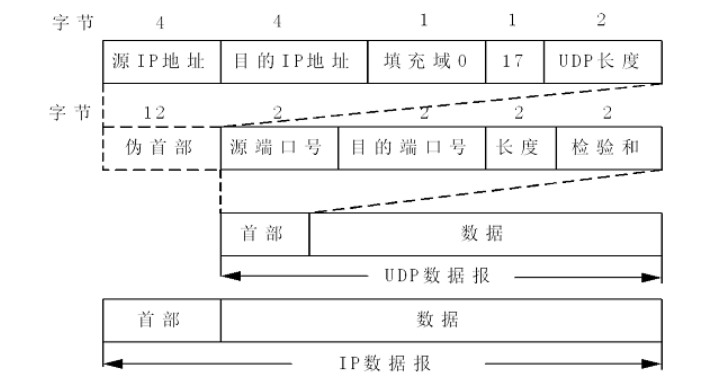 字节 4 4 1 1 2
源IP地址 目的IP地址 填充域0 17 UDP长度
字节 12 2 2 2 2
伪首部 源端口号 目的端口号 长度 检验和
首部 数据
UDP数据报
首部 数据
IP数据报